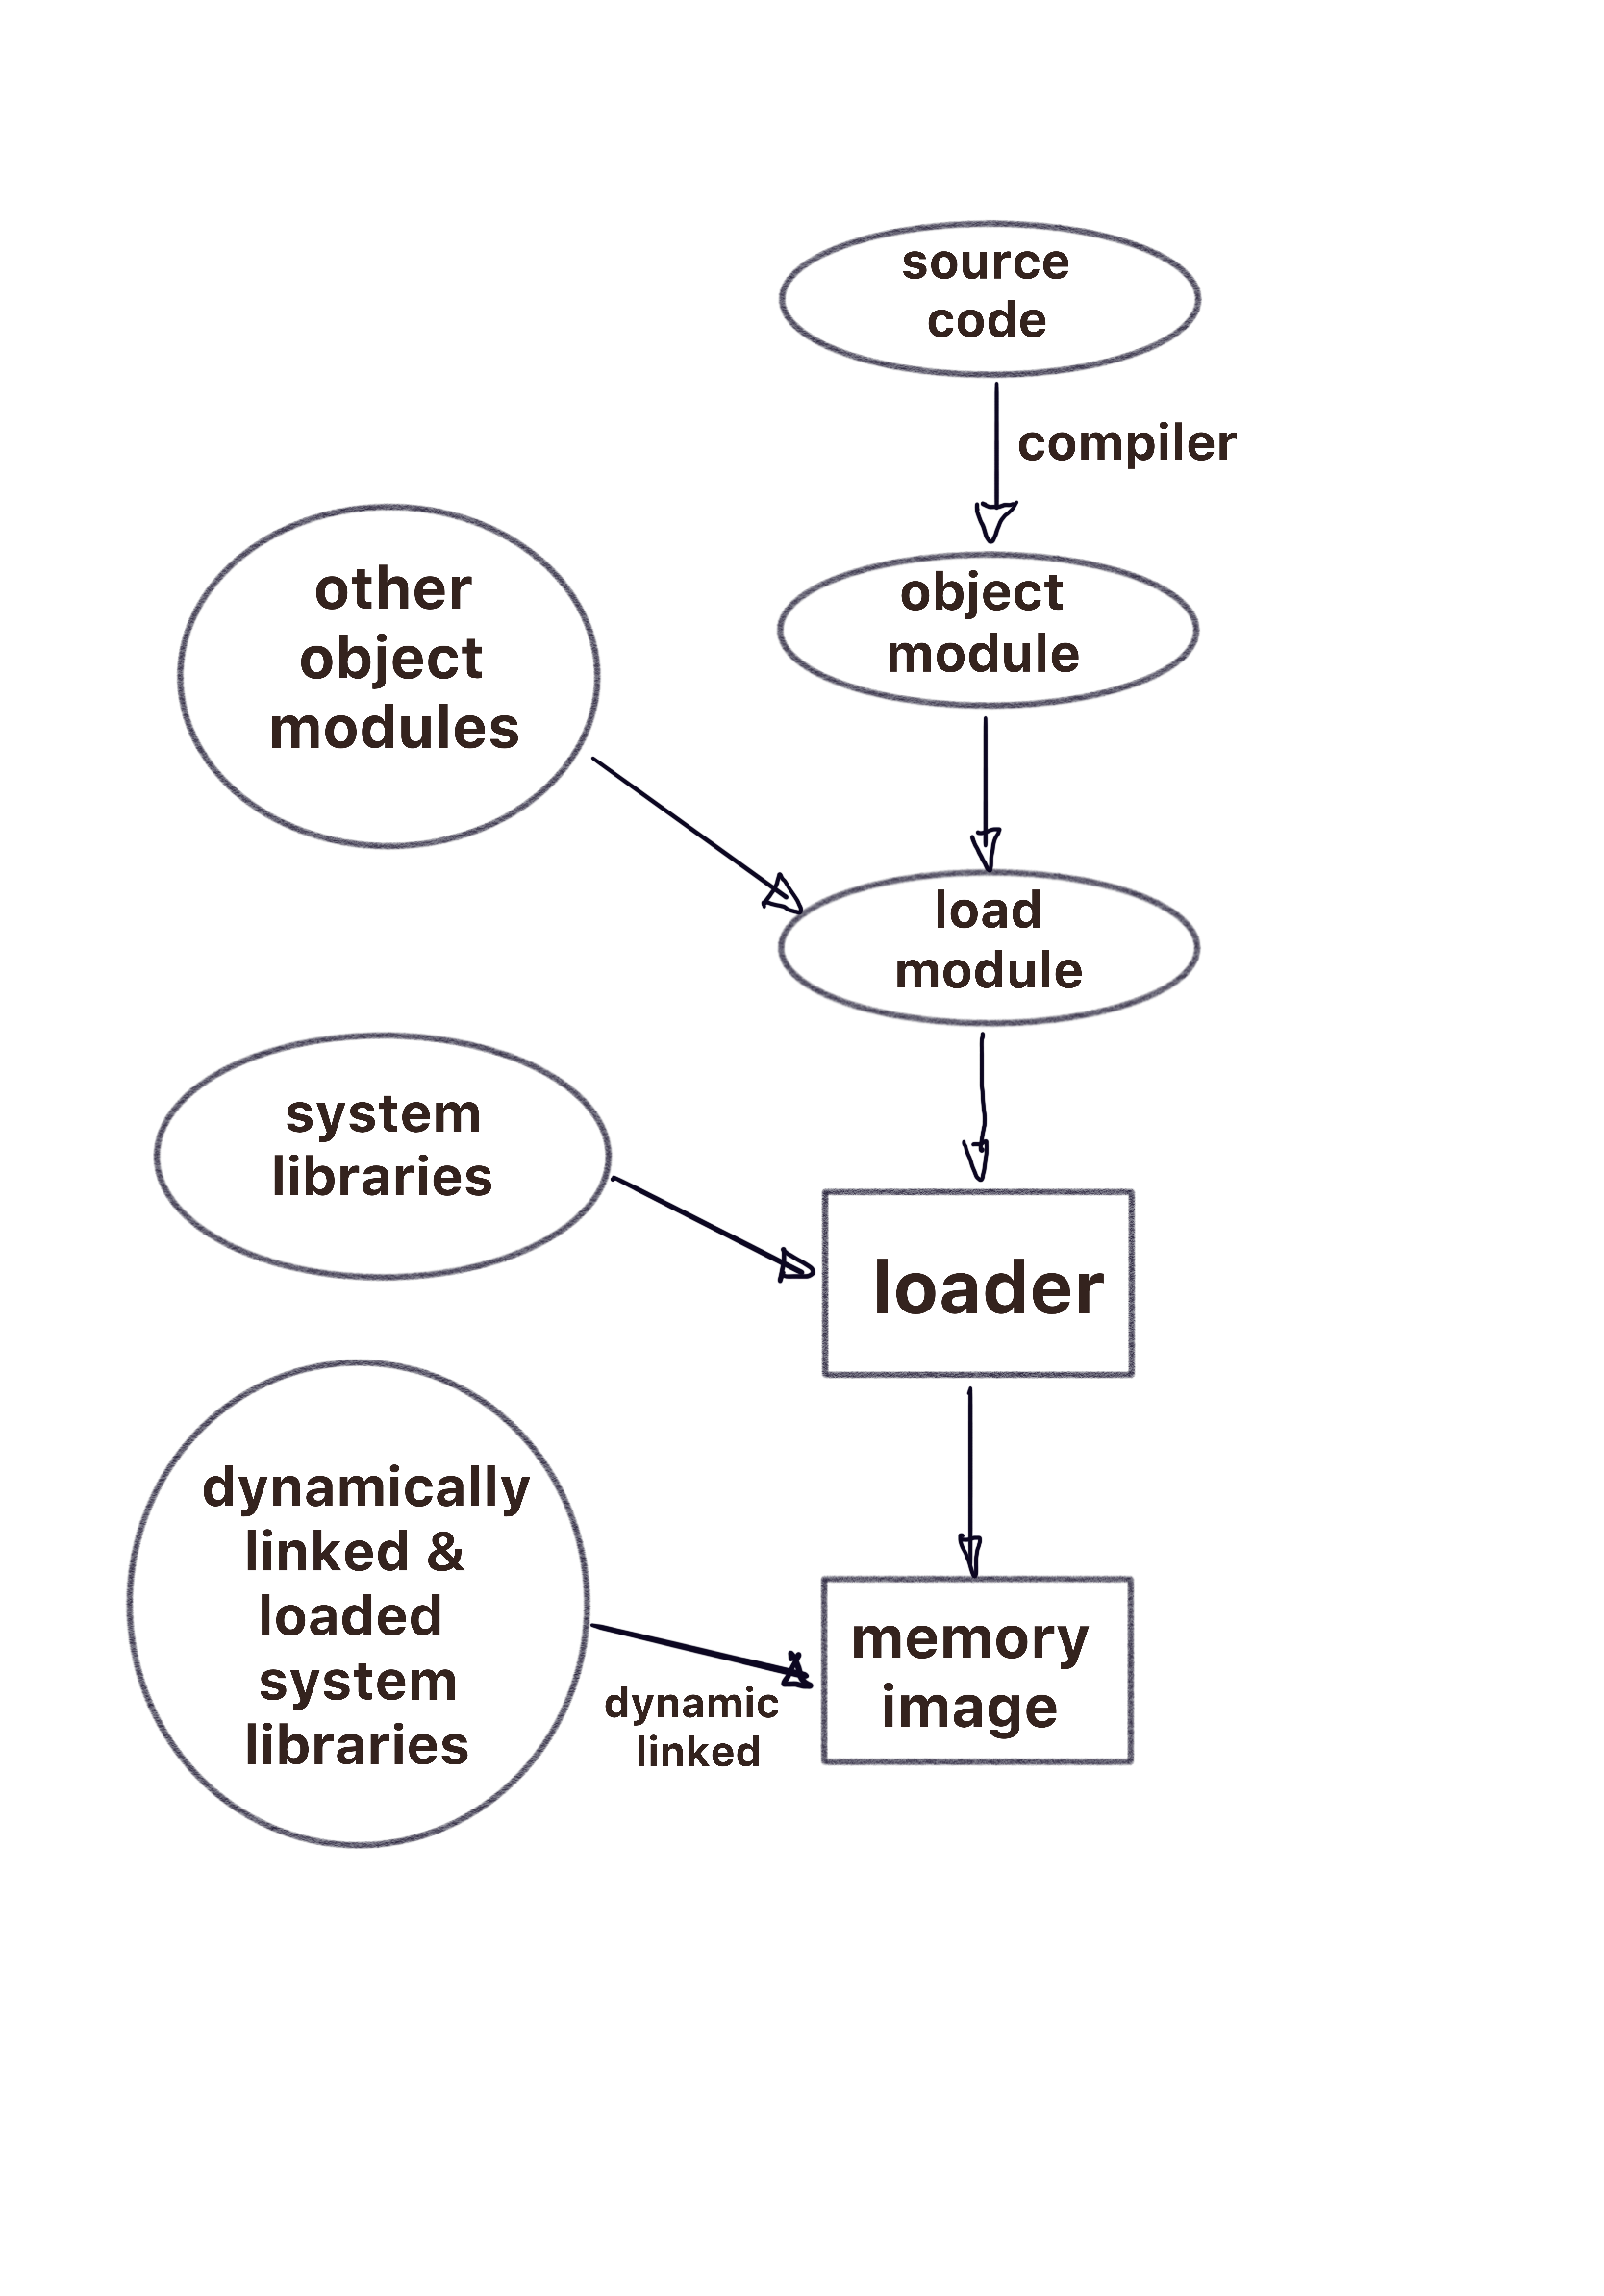 source
code
compiler
other
object
modules
object
module
load
module
system
libraries
loader
dynamically
linked &
loaded
system
libraries
dynamic
linked
memory
image